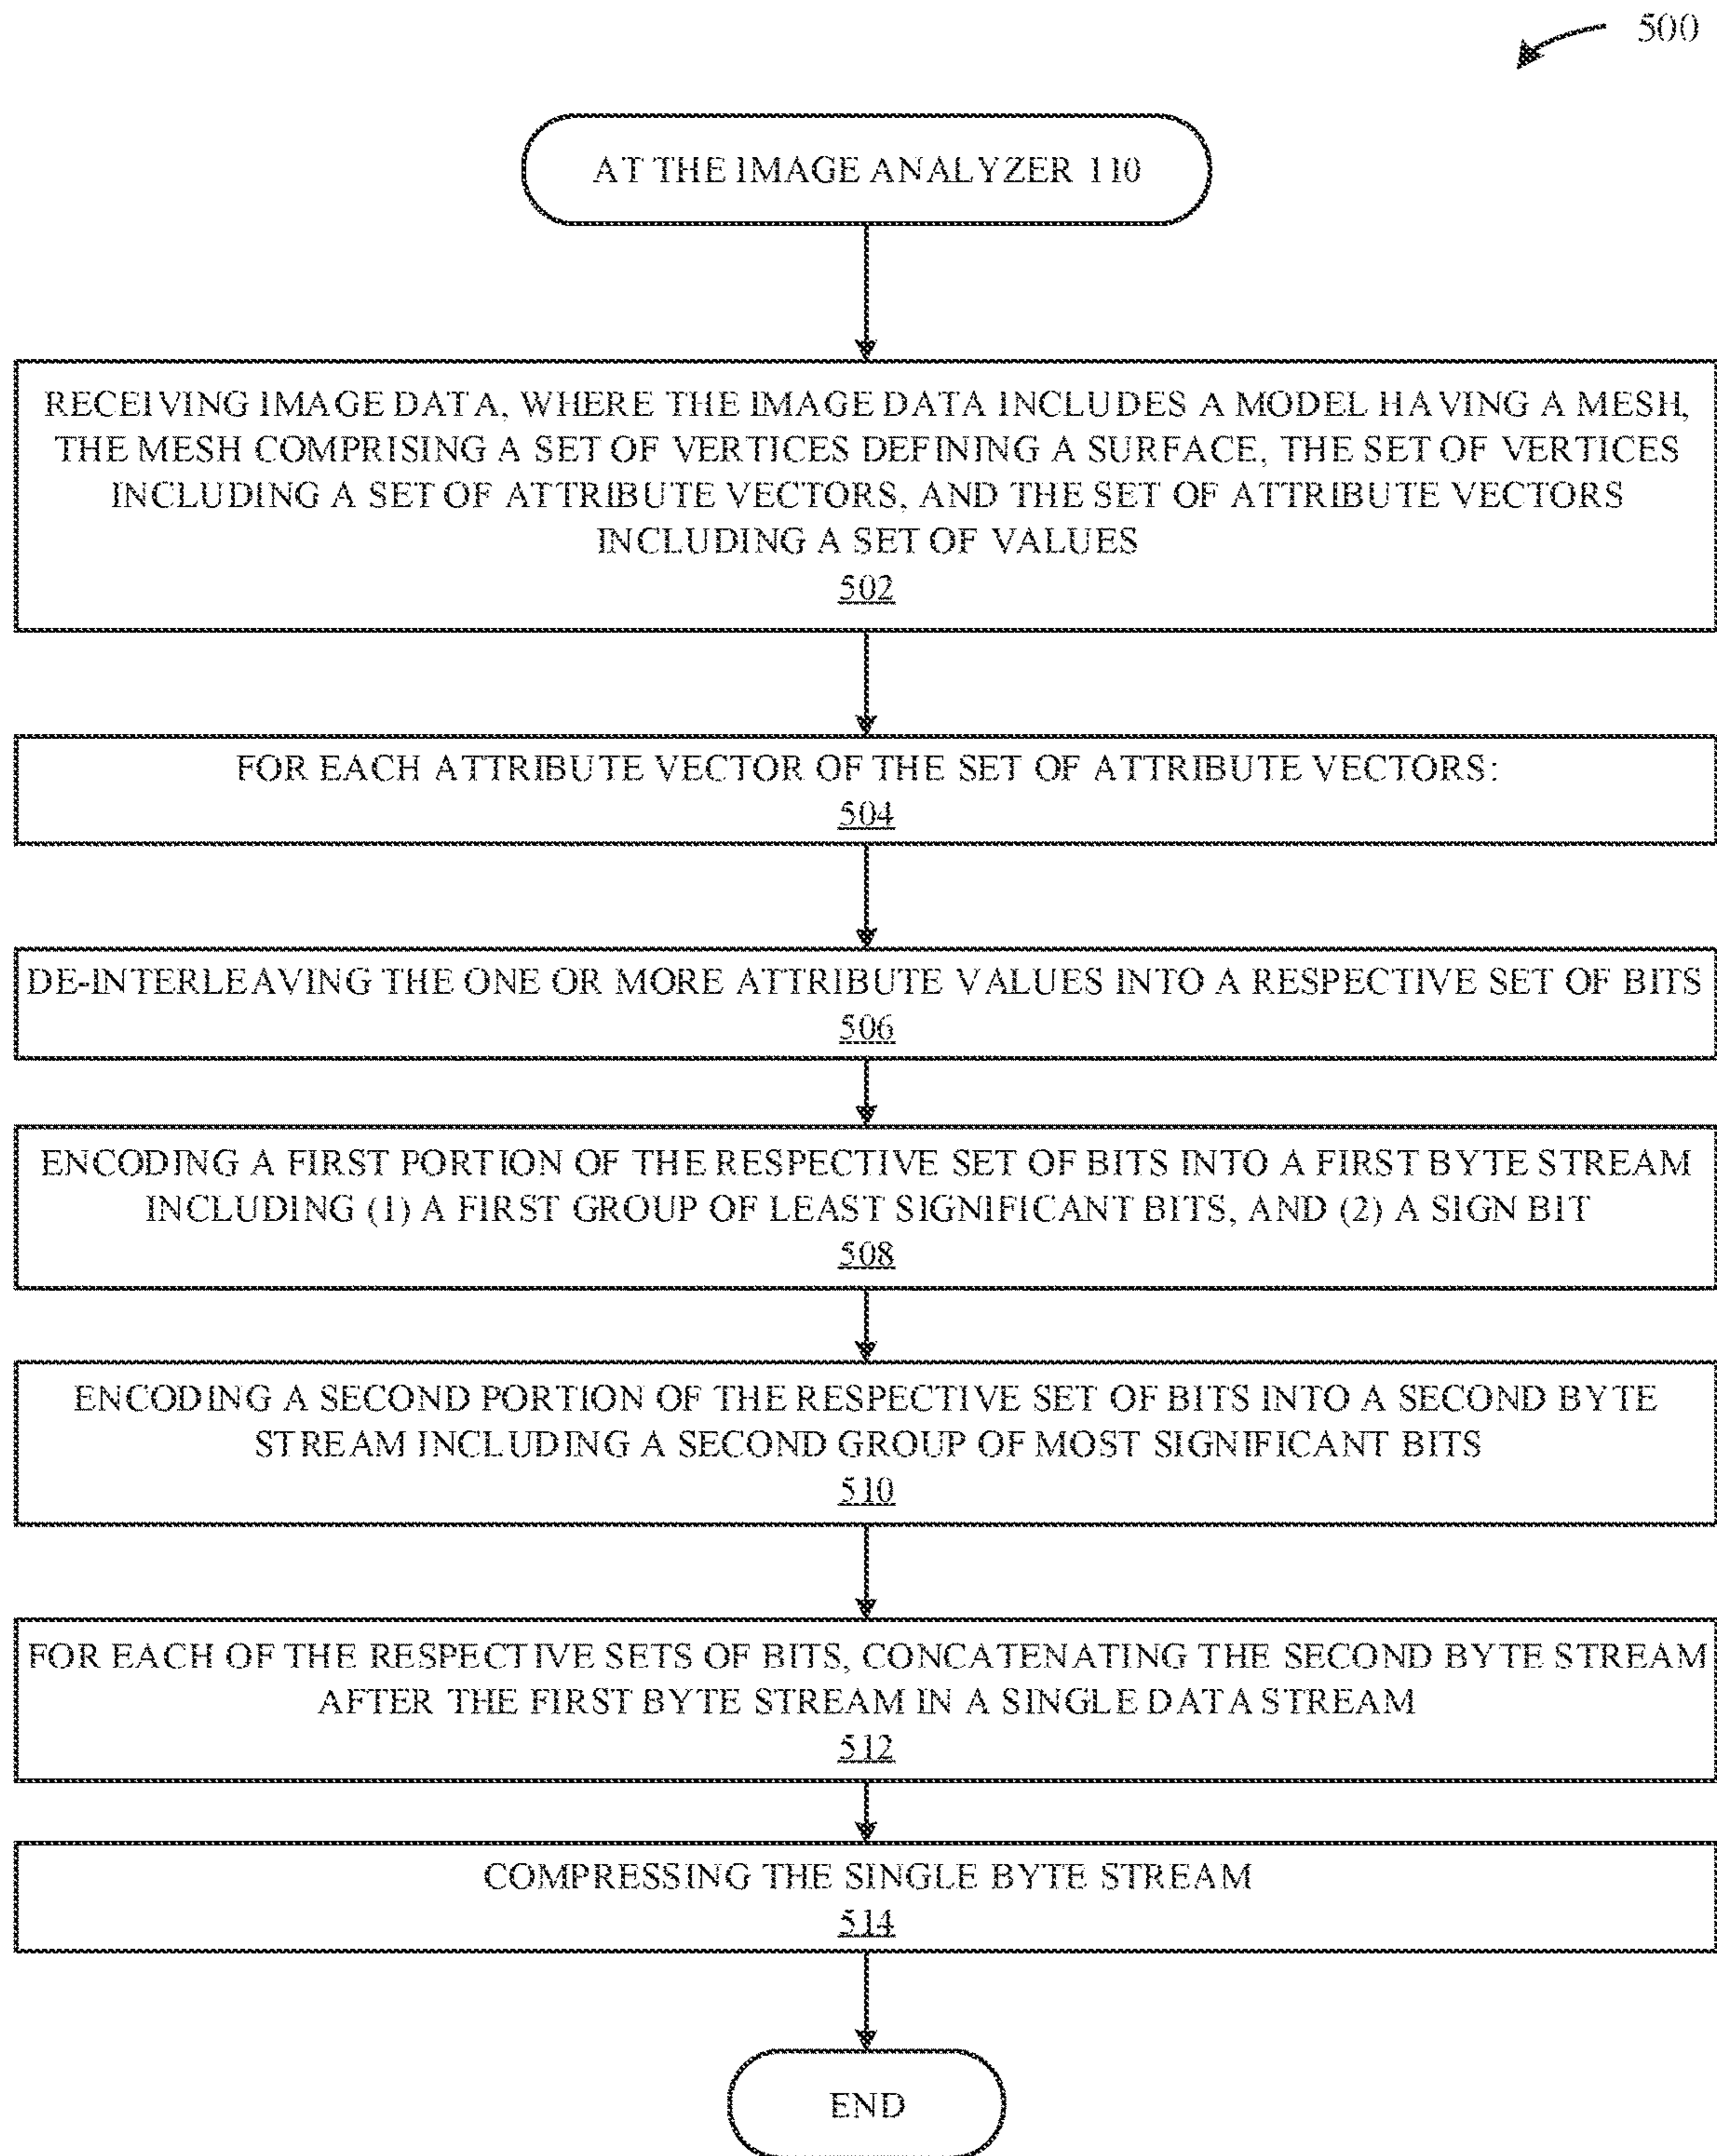 500
AT THE IMAGE ANALYZER 110
RECEIVING IMAGE DATA, WHERE THE IMAGE DATA INCLUDES A MODEL HAVING A MESH,
THE MESH COMPRISING A SET OF VERTICES DEFINING A SURFACE, THE SET OF VERTICES
INCLUDING A SET OF ATTRIBUTE VECTORS, AND THE SET OF ATTRIBUTE VECTORS
INCLUDING A SET OF VALUES
502
FOR EACH ATTRIBUTE VECTOR OF THE SET OF ATTRIBUTE VECTORS:
504
DE-INTERLEAVING THE ONE OR MORE ATTRIBUTE VALUES INTO A RESPECTIVE SET OF BITS
506
ENCODING A FIRST PORTION OF THE RESPECTIVE SET OF BITS INTO A FIRST BYTE STREAM
INCLUDING (1) A FIRST GROUP OF LEAST SIGNIFICANT BITS, AND (2) A SIGN BIT
508
ENCODING A SECOND PORTION OF THE RESPECTIVE SET OF BITS INTO A SECOND BYTE
STREAM INCLUDING A SECOND GROUP OF MOST SIGNIFICANT BITS
510
FOR EACH OF THE RESPECTIVE SETS OF BITS, CONCATENATING THE SECOND BYTE STREAM
AFTER THE FIRST BYTE STREAM IN A SINGLE DATA STREAM
512
COMPRESSING THE SINGLE BYTE STREAM
514
END